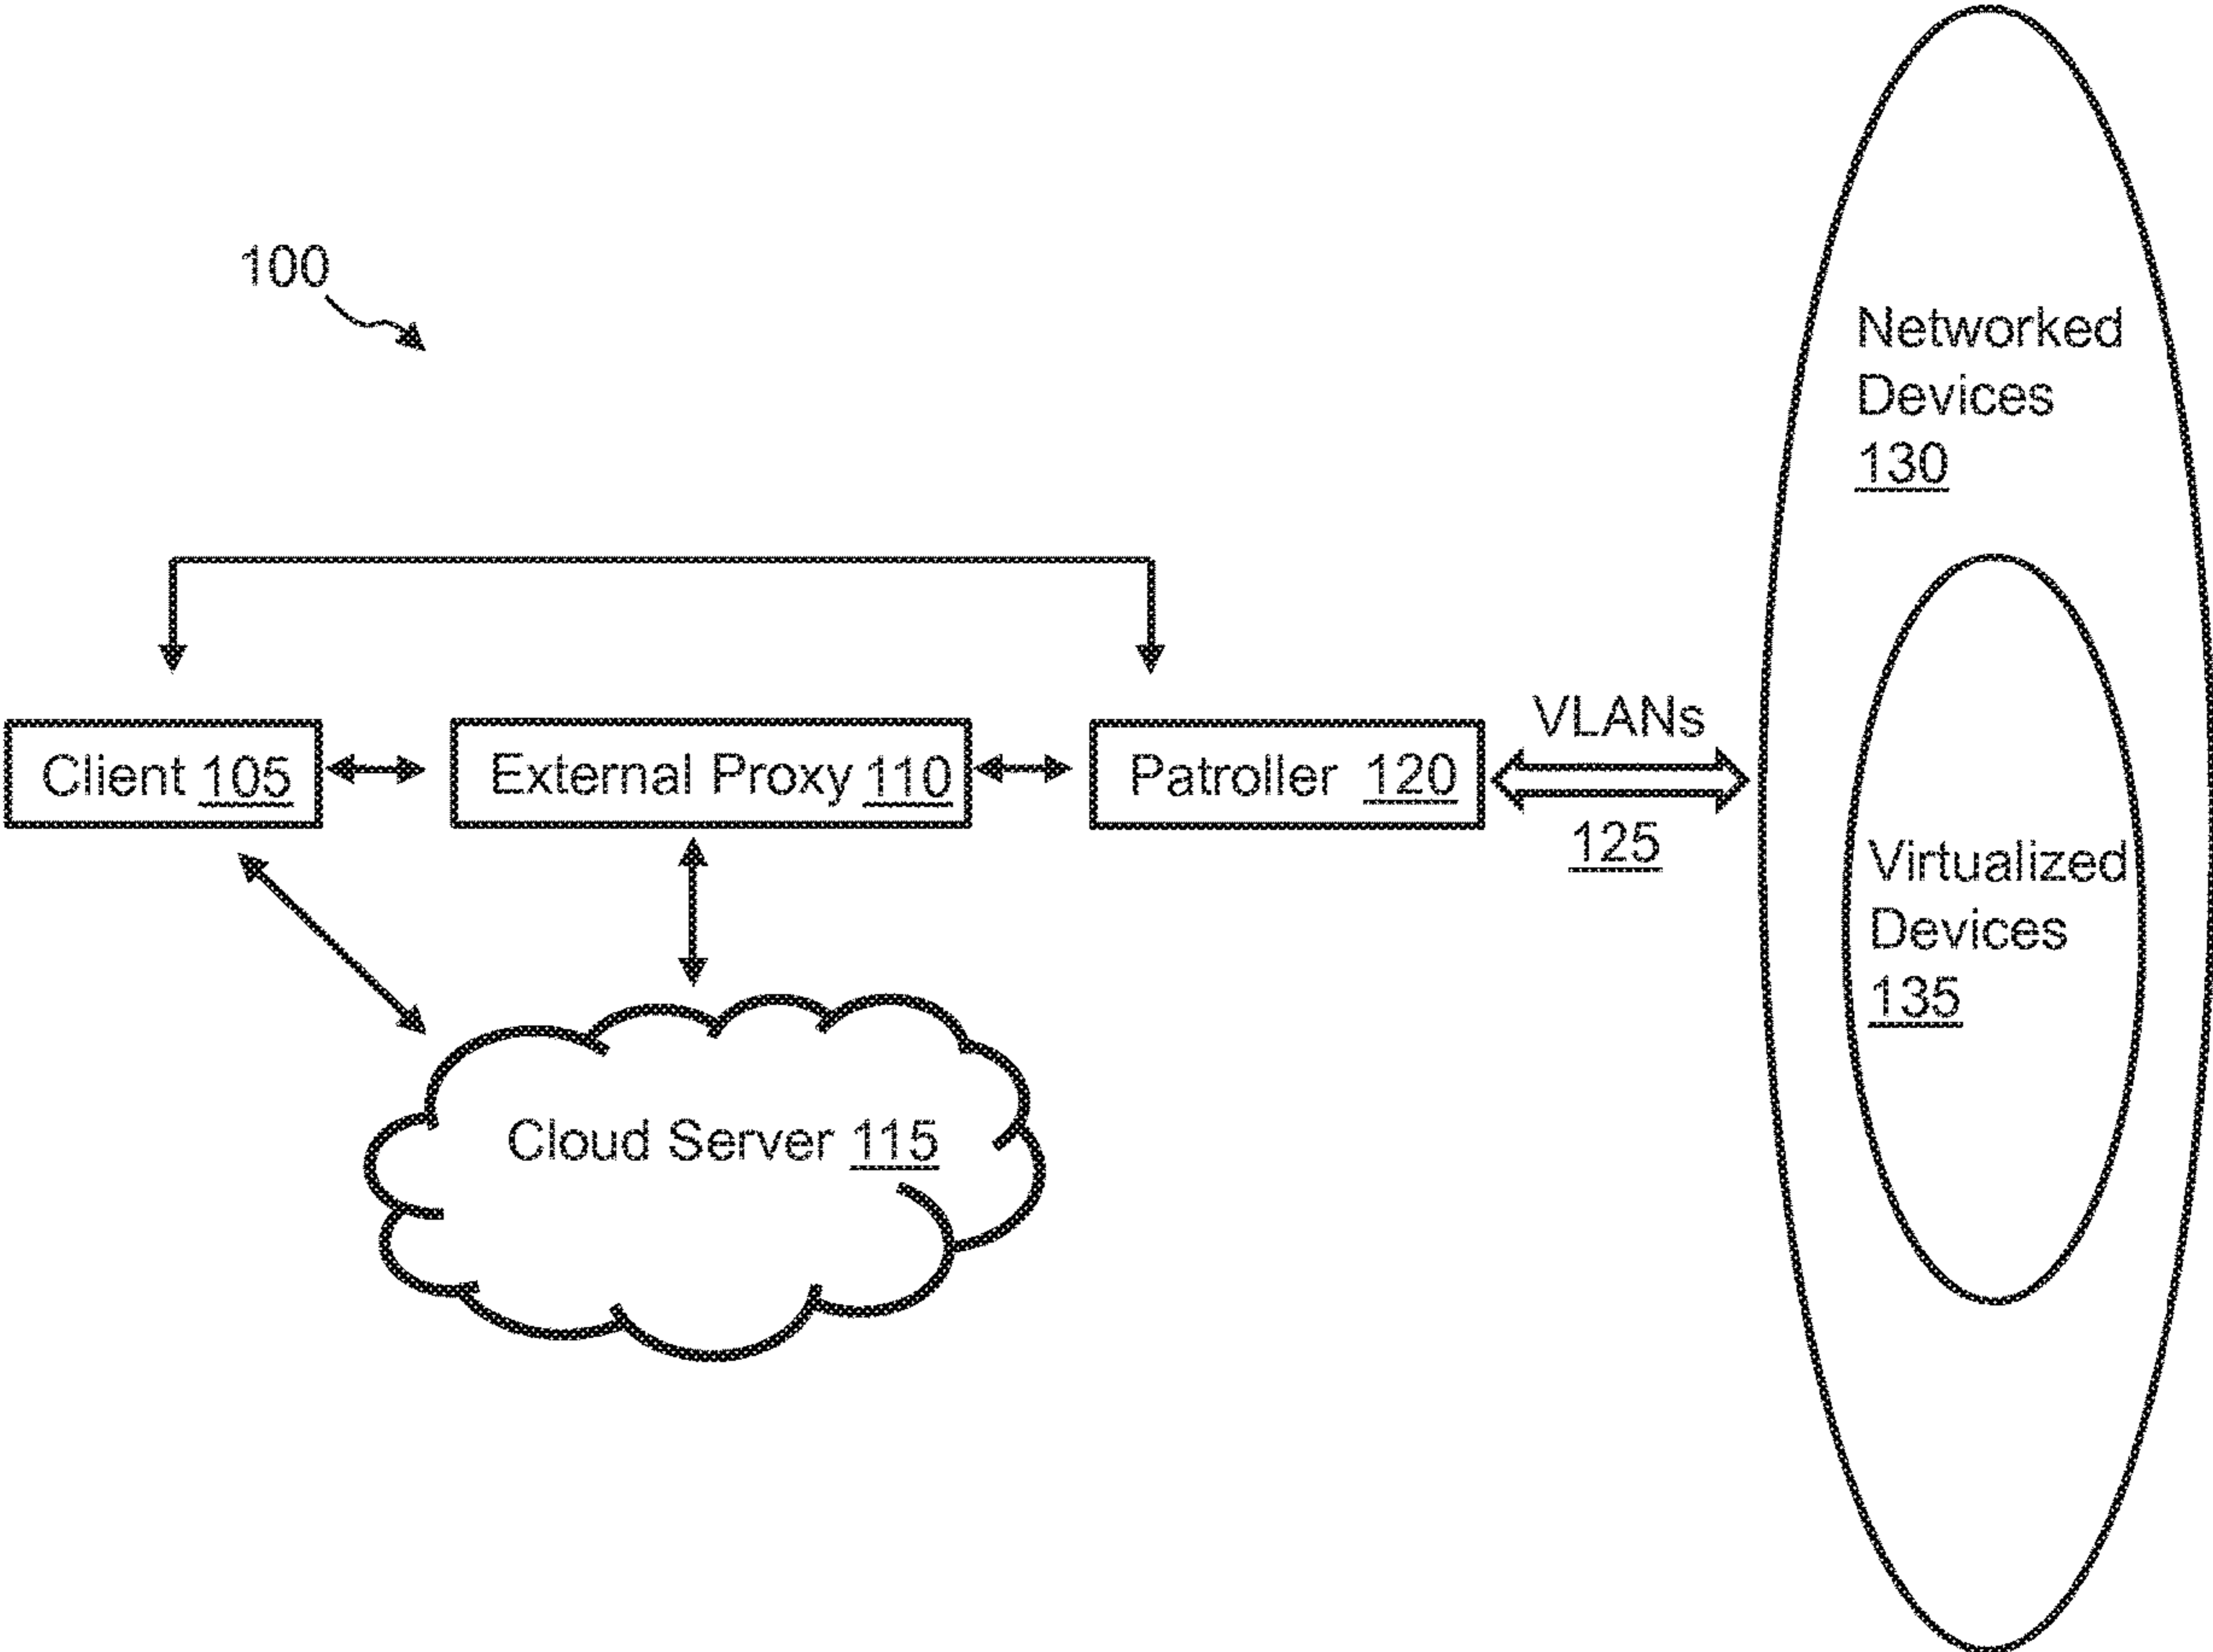 100
Networked
Devices
130
Client 105
External Proxy 110
Patroller 120
VLANs
125
Virtualized
Devices
135
Cloud Server 115